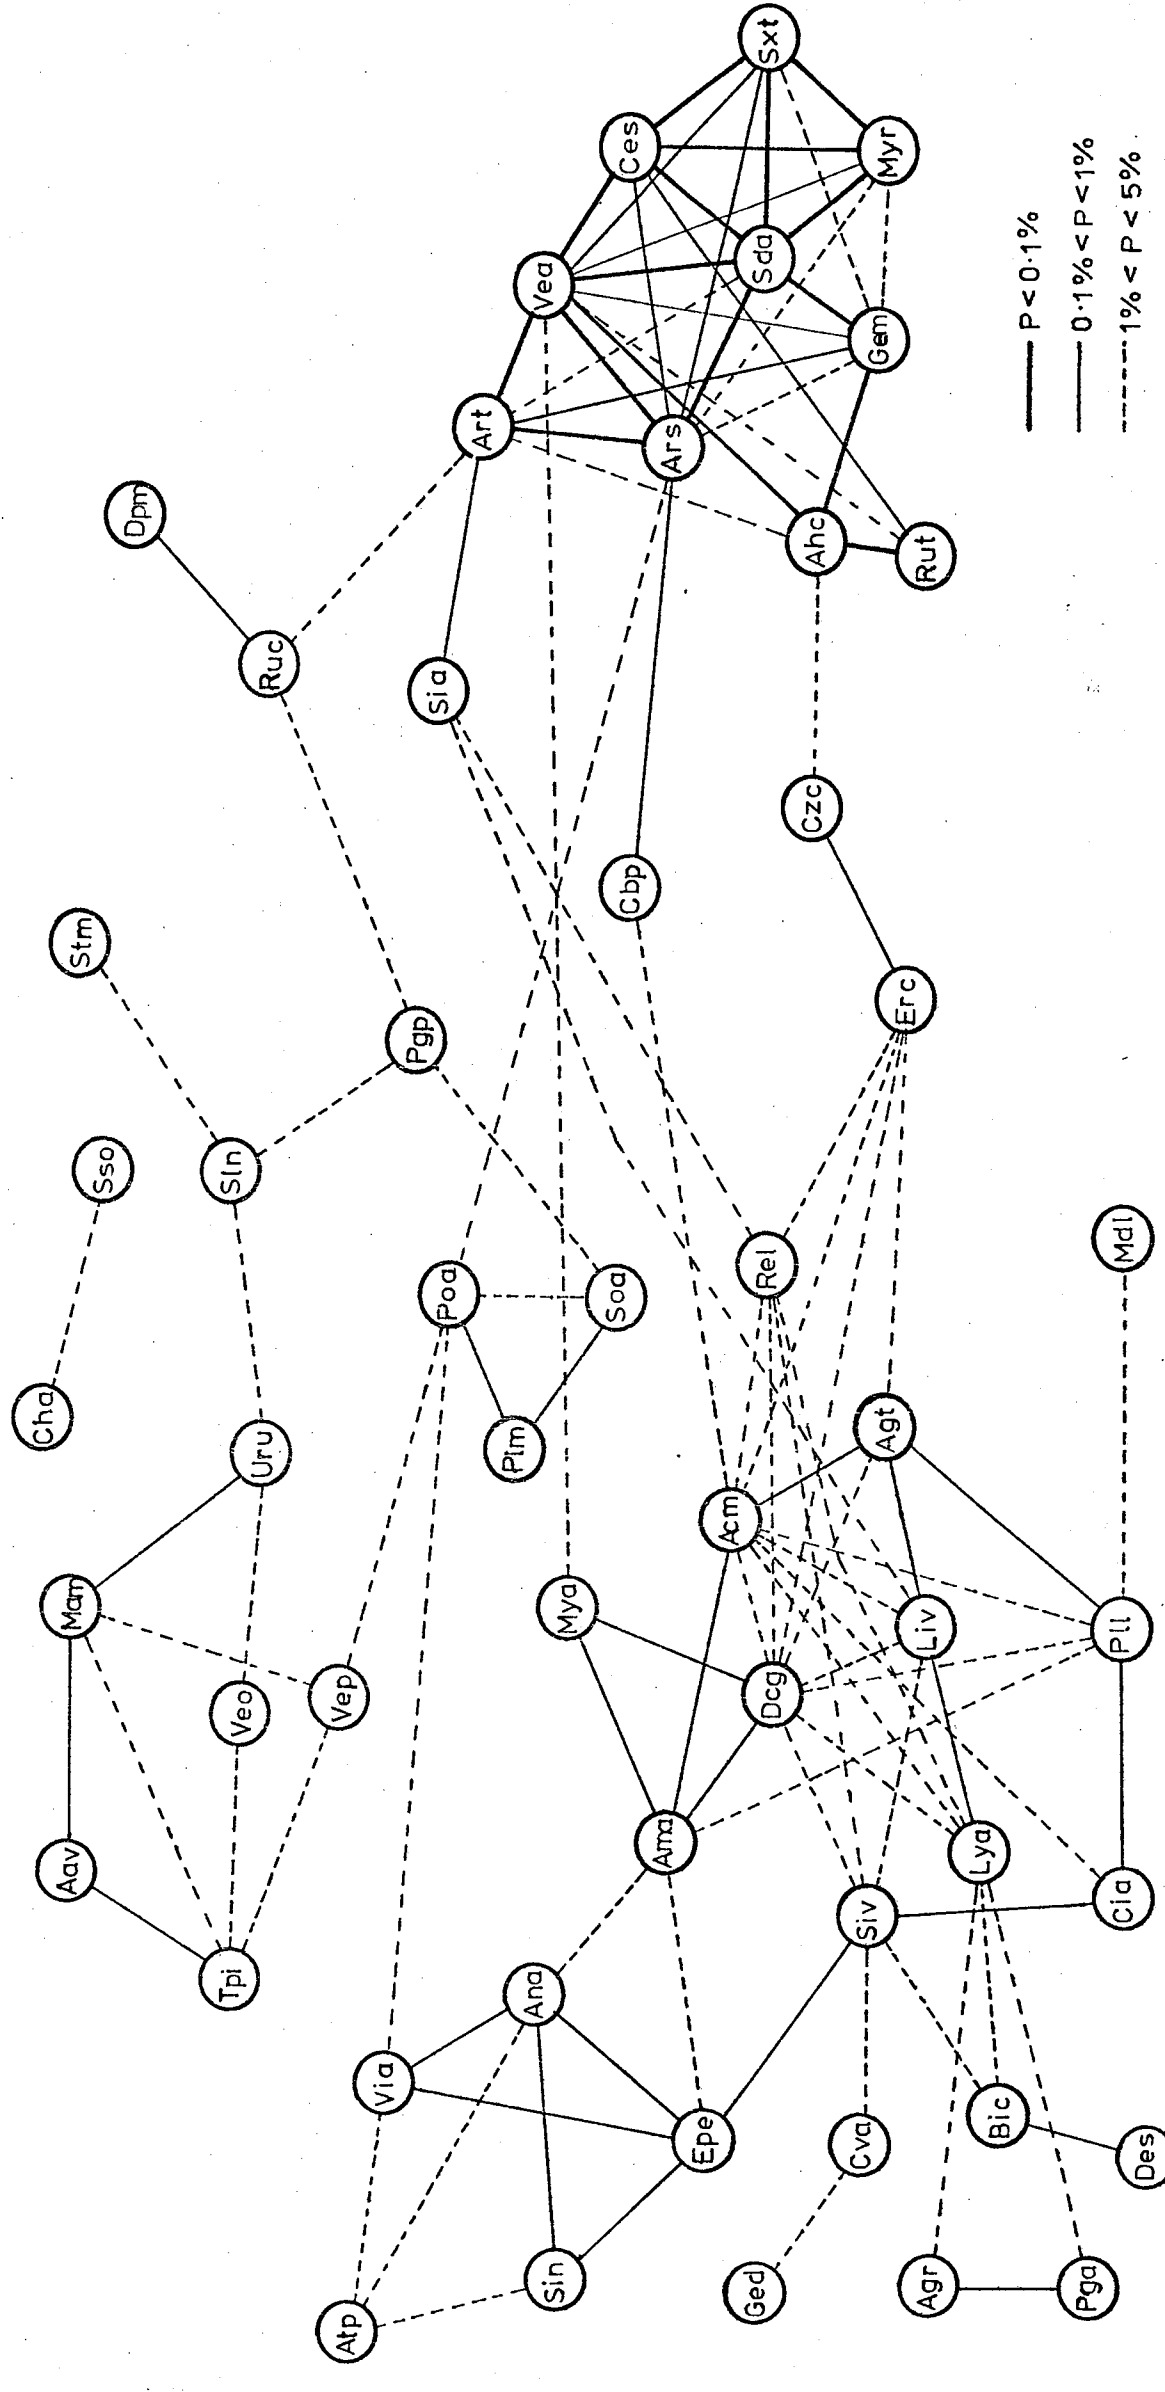 Cha
Aav
Mam
Stm
Sso
Dpm
Tpi
Sln
Veo
Uru
Ruc
Vep
Atp
Via
Pgp
Sia
Poa
Art
Plm
Ana
Vea
Sin
Mya
Soa
Cbp
Ces
Ama
Ars
Epe
Acm
Ged
Dcg
Rel
Sda
Sxt
Czc
Ahc
Cva
Siv
Agt
Gem
Myr
Erc
Agr
Liv
Rut
Lya
Bic
P < 0·1%
Pga
0·1% < P < 1%
Des
Cia
Pll
Mdl
1% < P < 5%